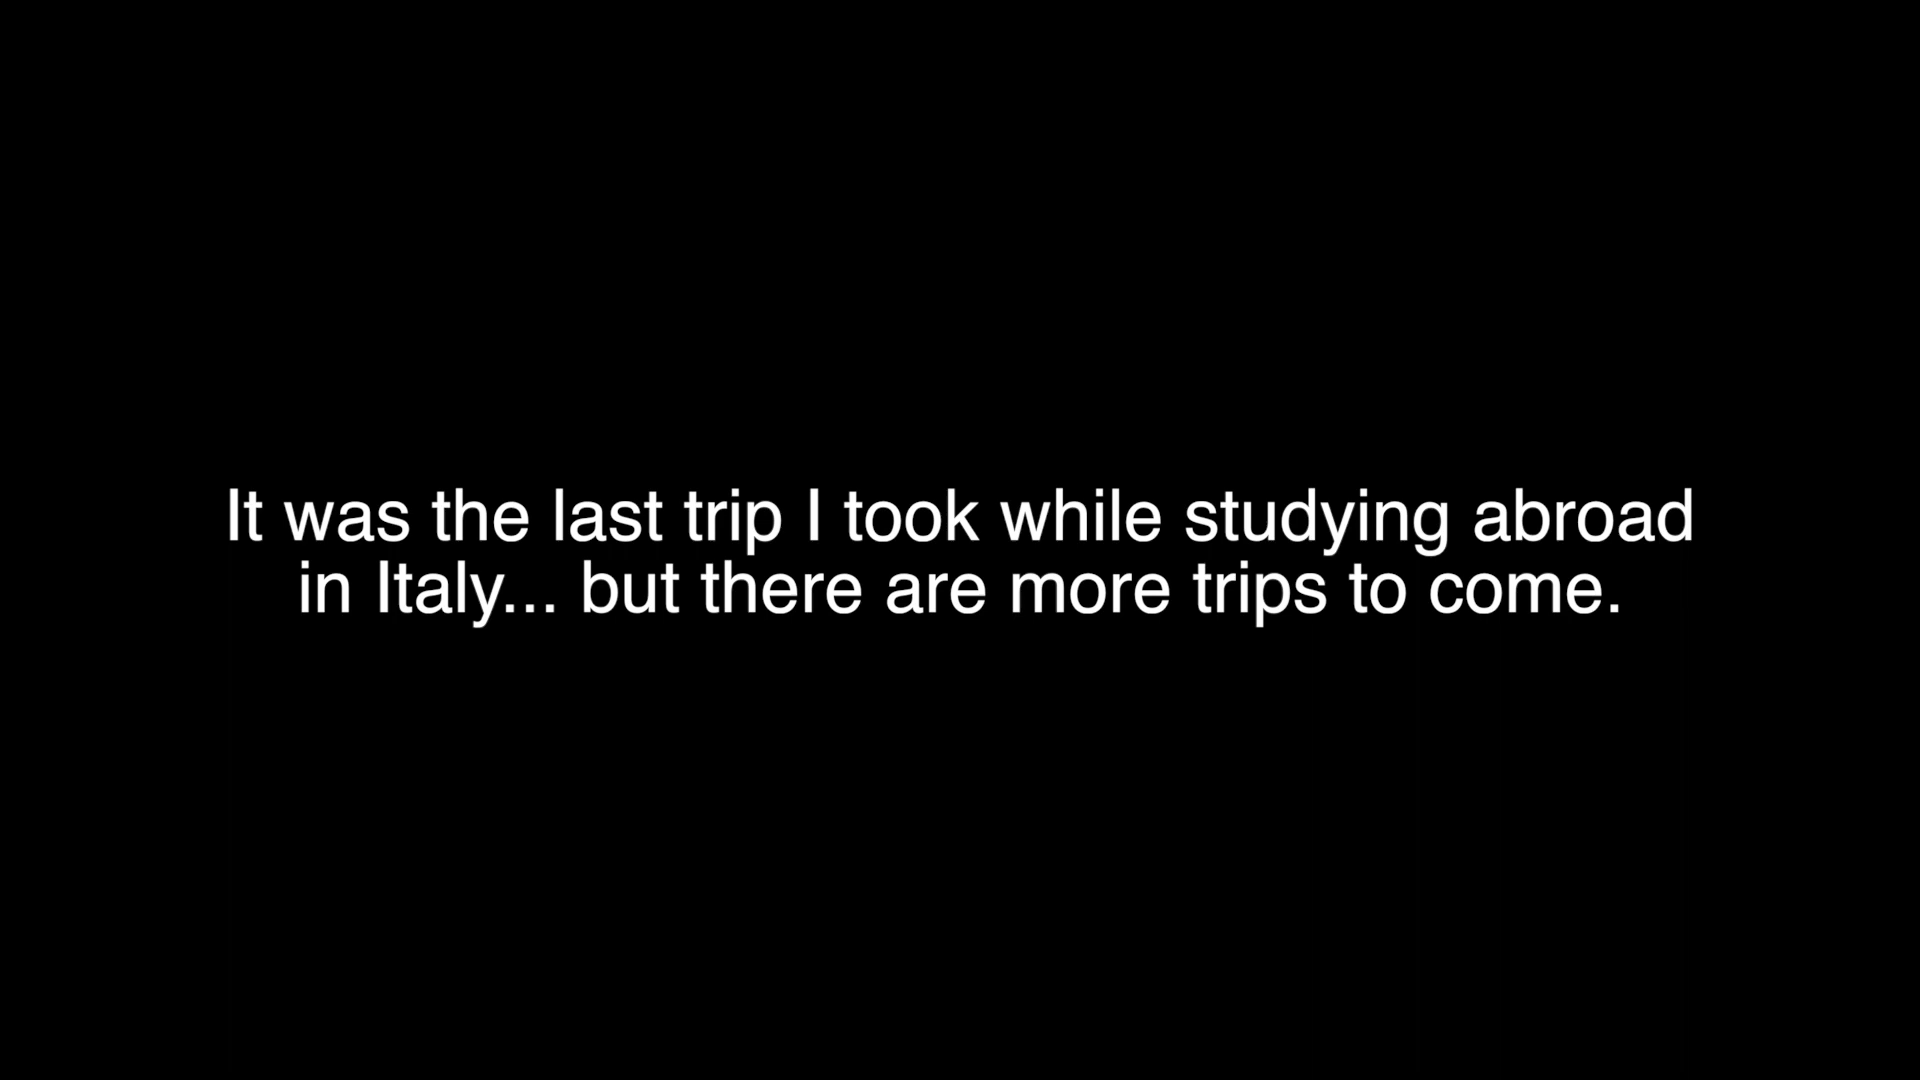 It was the last trip I took while studying abroad
in Italy... but there are more trips to come.